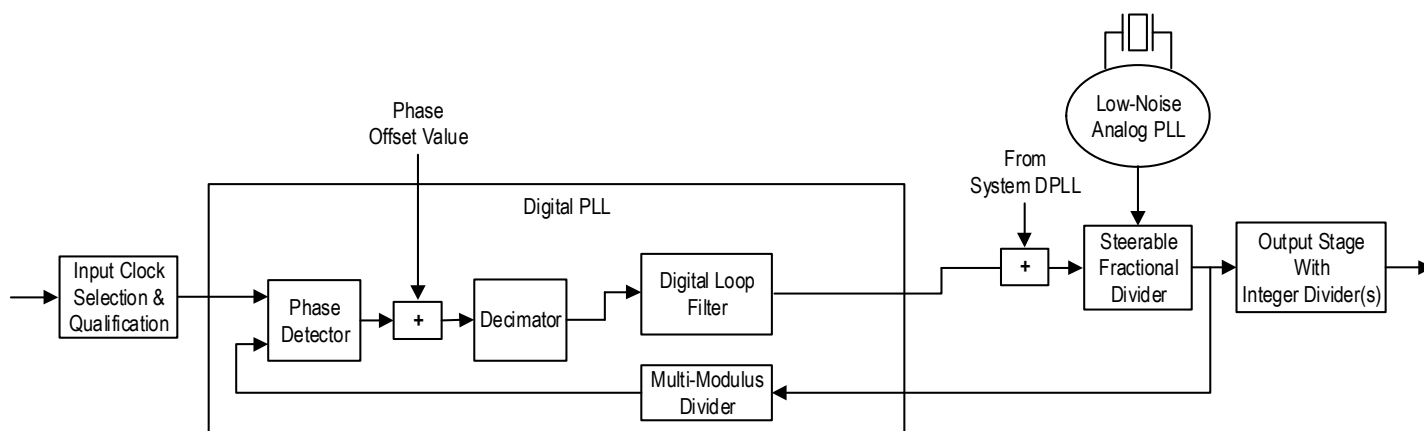 Low-Noise
Analog PLL
Phase
Offset Value
From
System DPLL
Digital PLL
Input Clock
Selection &
Qualification
Phase
Detector
+
Decimator
Digital Loop
Filter
+
Steerable
Fractional
Divider
Output Stage
With
Integer Divider(s)
Multi-Modulus
Divider